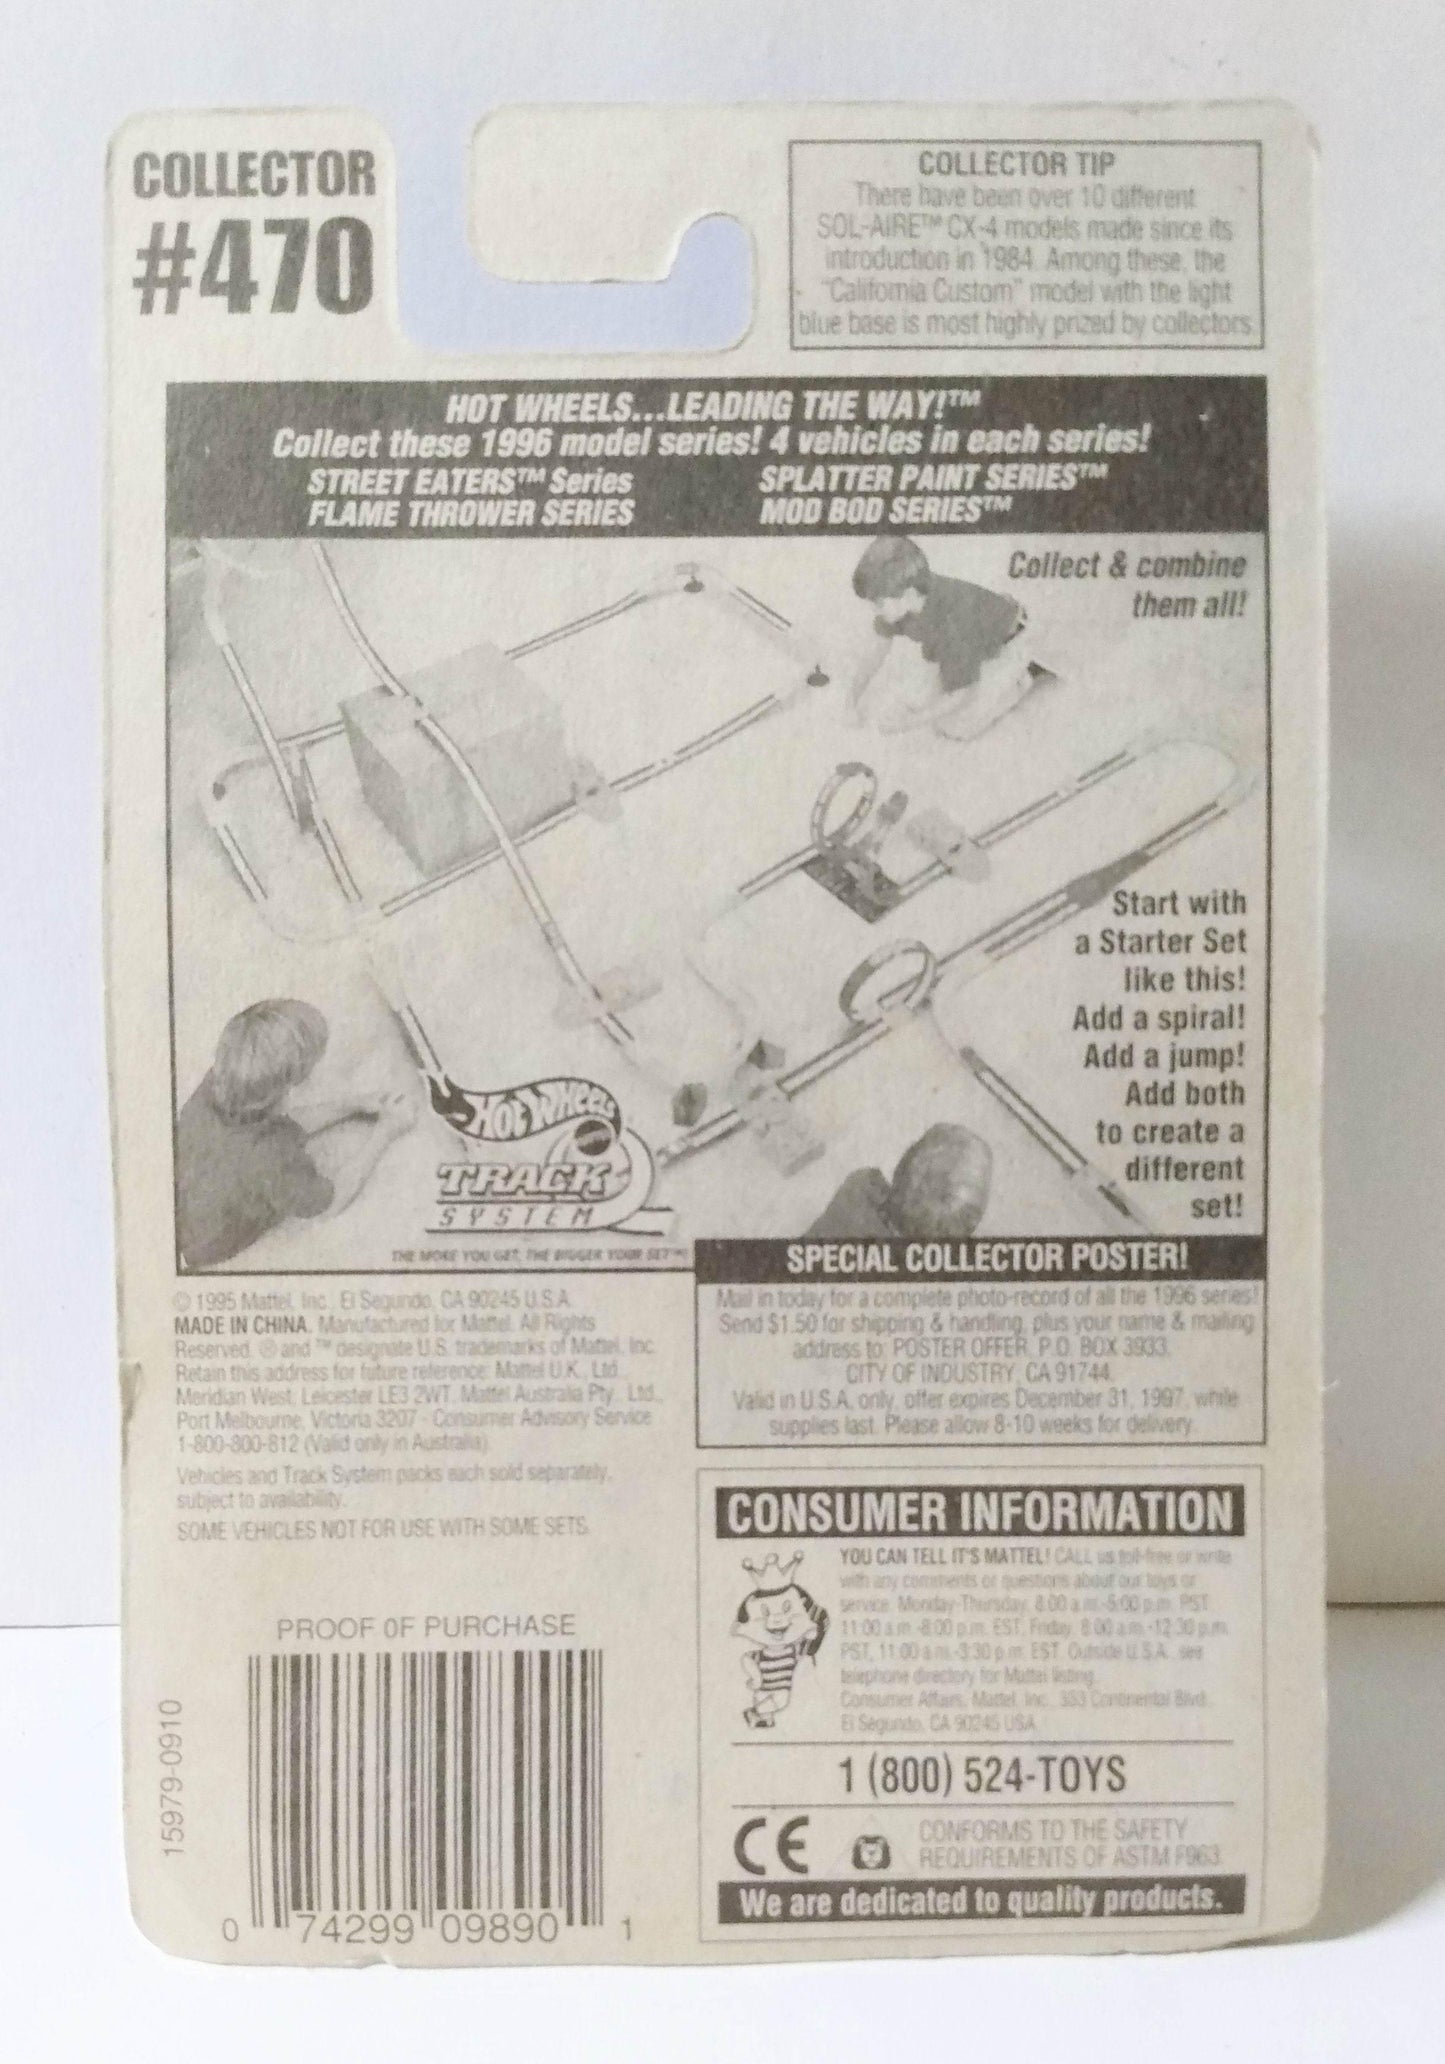 COLLECTOR
#470
COLLECTOR TIP
There have been over 10 different
SOL-AIRE™ CX-4 models made since its
introduction in 1984. Among these, the
"California Custom" model with the light
blue base is most highly prized by collectors
HOT WHEELS...LEADING THE WAY!™
Collect these 1996 model series! 4 vehicles in each series!
STREET EATERS™ Series SPLATTER PAINT SERIES™
FLAME THROWER SERIES MOD BOD SERIES™
Collect & combine
them all!
Start with
a Starter Set
like this!
Add a spiral!
Add a jump!
Add both
to create a
different
set!
HOT WHEELS
TRACK
SYSTEM
THE MORE YOU GET, THE BIGGER YOUR SET™!
© 1995 Mattel, Inc., El Segundo, CA 90245 U.S.A.
MADE IN CHINA. Manufactured for Mattel. All Rights
Reserved. ® and ™ designate U.S. trademarks of Mattel, Inc.
Retain this address for future reference: Mattel U.K., Ltd.,
Meridian West, Leicester LE3 2WT. Mattel Australia Pty., Ltd.,
Port Melbourne, Victoria 3207 - Consumer Advisory Service
1-800-800-812 (Valid only in Australia).
Vehicles and Track System packs each sold separately,
subject to availability.
SOME VEHICLES NOT FOR USE WITH SOME SETS.
SPECIAL COLLECTOR POSTER!
Mail in today for a complete photo-record of all the 1996 series!
Send $1.50 for shipping & handling, plus your name & mailing
address to: POSTER OFFER, P.O. BOX 3933,
CITY OF INDUSTRY, CA 91744.
Valid in U.S.A. only, offer expires December 31, 1997, while
supplies last. Please allow 8-10 weeks for delivery.
CONSUMER INFORMATION
YOU CAN TELL IT'S MATTEL! CALL us toll-free or write
with any comments or questions about our toys or
service. Monday-Thursday, 8:00 a.m.-5:00 p.m. PST,
11:00 a.m.-8:00 p.m. EST, Friday, 8:00 a.m.-12:30 p.m.
PST, 11:00 a.m.-3:30 p.m. EST. Outside U.S.A., see
telephone directory for Mattel listing.
Consumer Affairs, Mattel, Inc., 333 Continental Blvd.
El Segundo, CA 90245 USA
1 (800) 524-TOYS
CE
CONFORMS TO THE SAFETY
REQUIREMENTS OF ASTM F963
We are dedicated to quality products.
PROOF OF PURCHASE
15979-0910
0 74299 09890 1